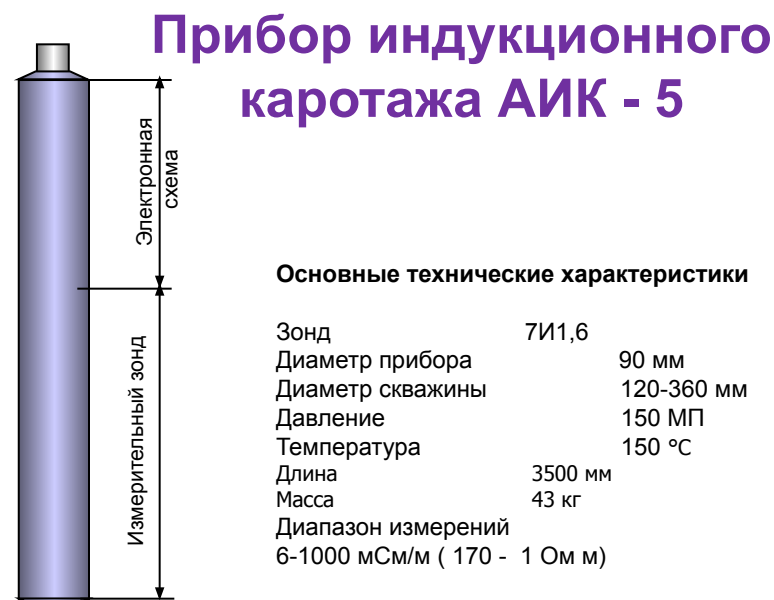 Прибор индукционного
каротажа АИК - 5
Электронная
схема
Измерительный зонд
Основные технические характеристики
Зонд 7И1,6
Диаметр прибора 90 мм
Диаметр скважины 120-360 мм
Давление 150 МП
Температура 150 °С
Длина 3500 мм
Масса 43 кг
Диапазон измерений
6-1000 мСм/м ( 170 - 1 Ом м)